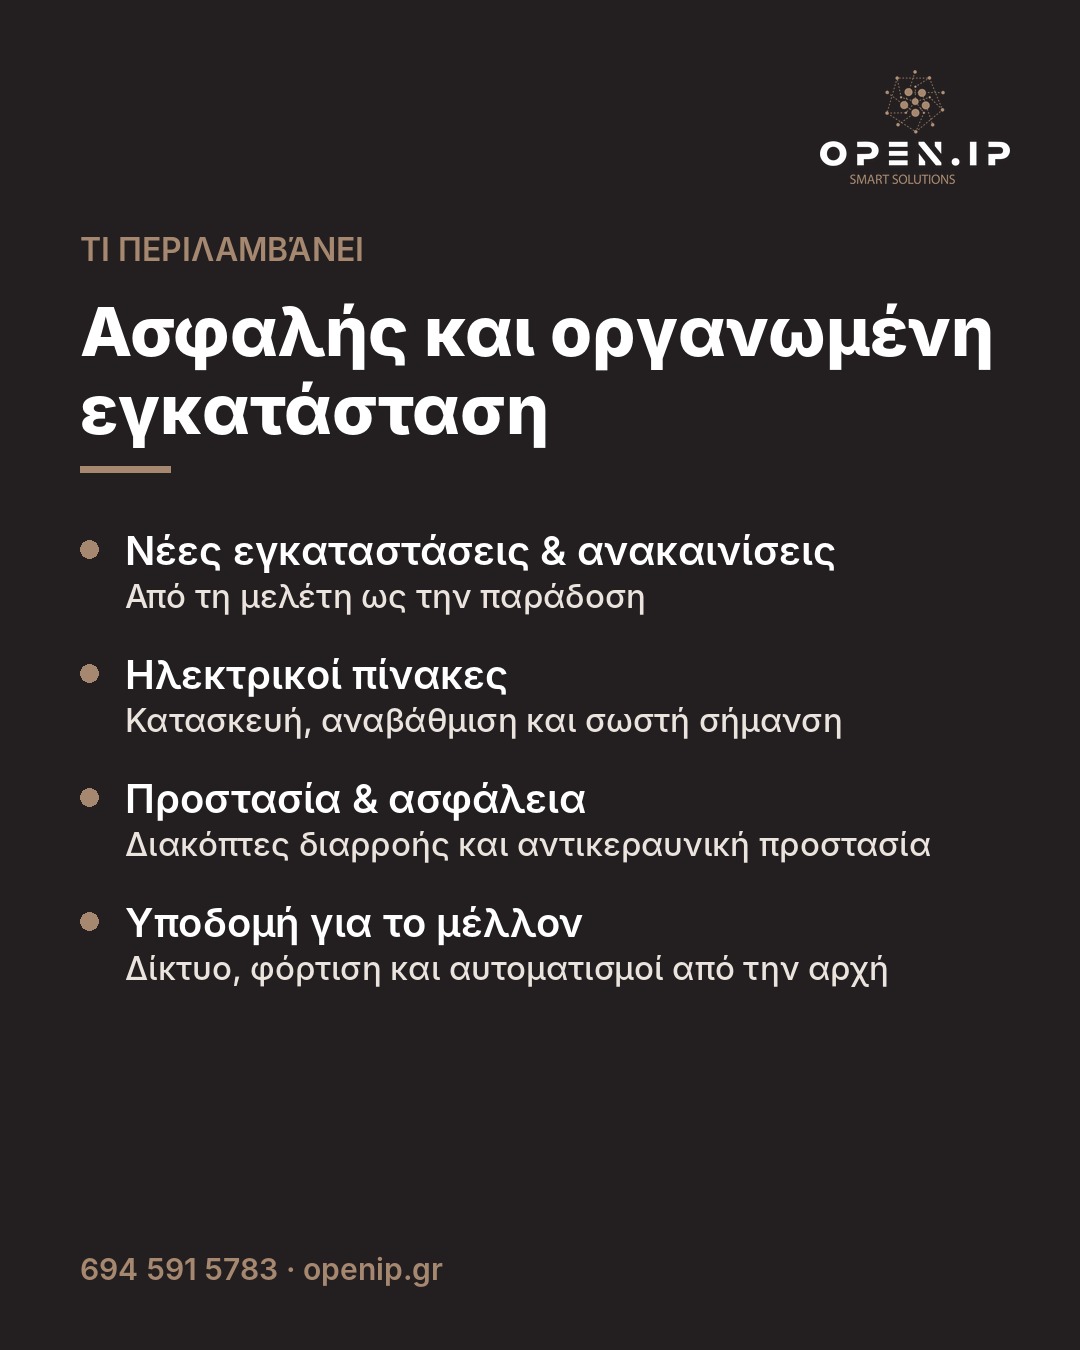 OPEN.IP
SMART SOLUTIONS
ΤΙ ΠΕΡΙΛΑΜΒΆΝΕΙ
Ασφαλής και οργανωμένη
εγκατάσταση
Νέες εγκαταστάσεις & ανακαινίσεις
Από τη μελέτη ως την παράδοση
Ηλεκτρικοί πίνακες
Κατασκευή, αναβάθμιση και σωστή σήμανση
Προστασία & ασφάλεια
Διακόπτες διαρροής και αντικεραυνική προστασία
Υποδομή για το μέλλον
Δίκτυο, φόρτιση και αυτοματισμοί από την αρχή
694 591 5783 · openip.gr